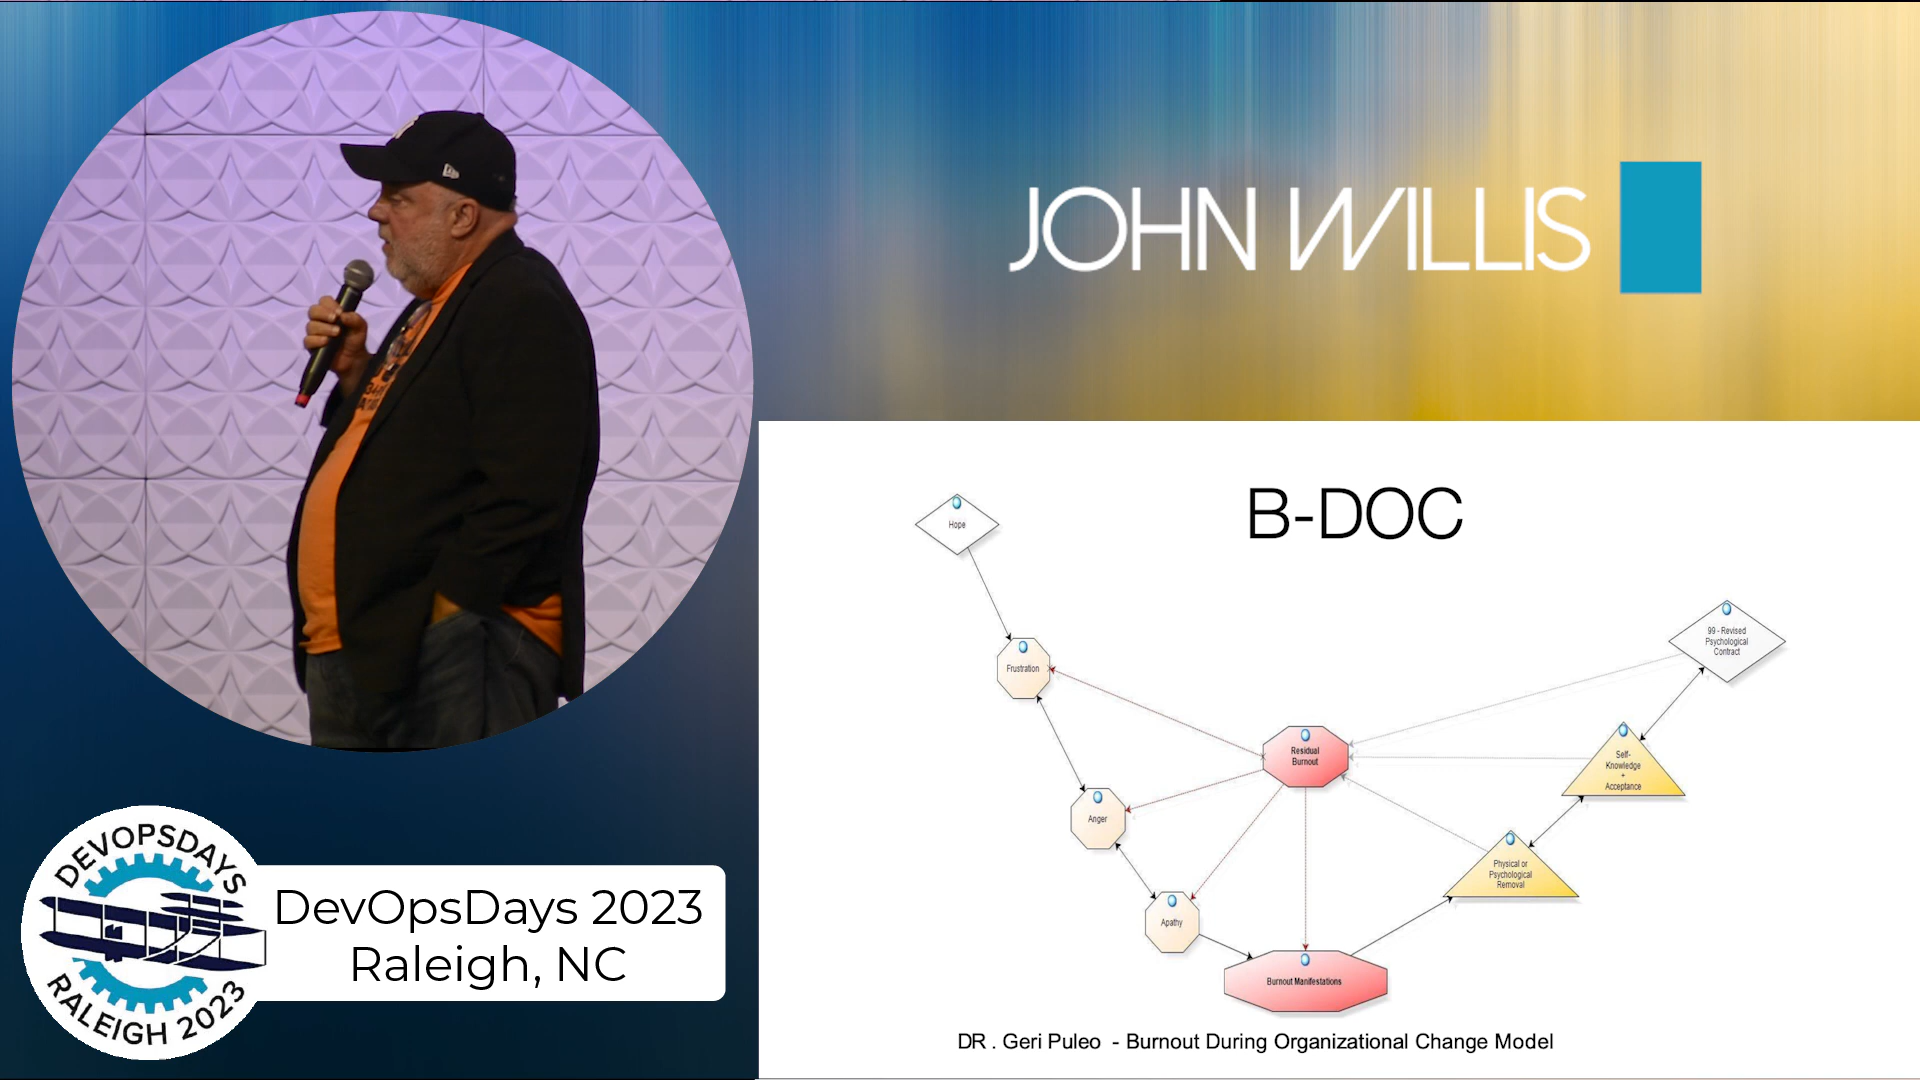 JOHN WILLIS
B-DOC
Hope
Frustration
Anger
Apathy
Residual
Burnout
Burnout Manifestations
99 - Revised
Psychological
Contract
Self-
Knowledge
+
Acceptance
Physical or
Psychological
Removal
DR . Geri Puleo - Burnout During Organizational Change Model
DEVOPSDAYS
RALEIGH 2023
DevOpsDays 2023
Raleigh, NC